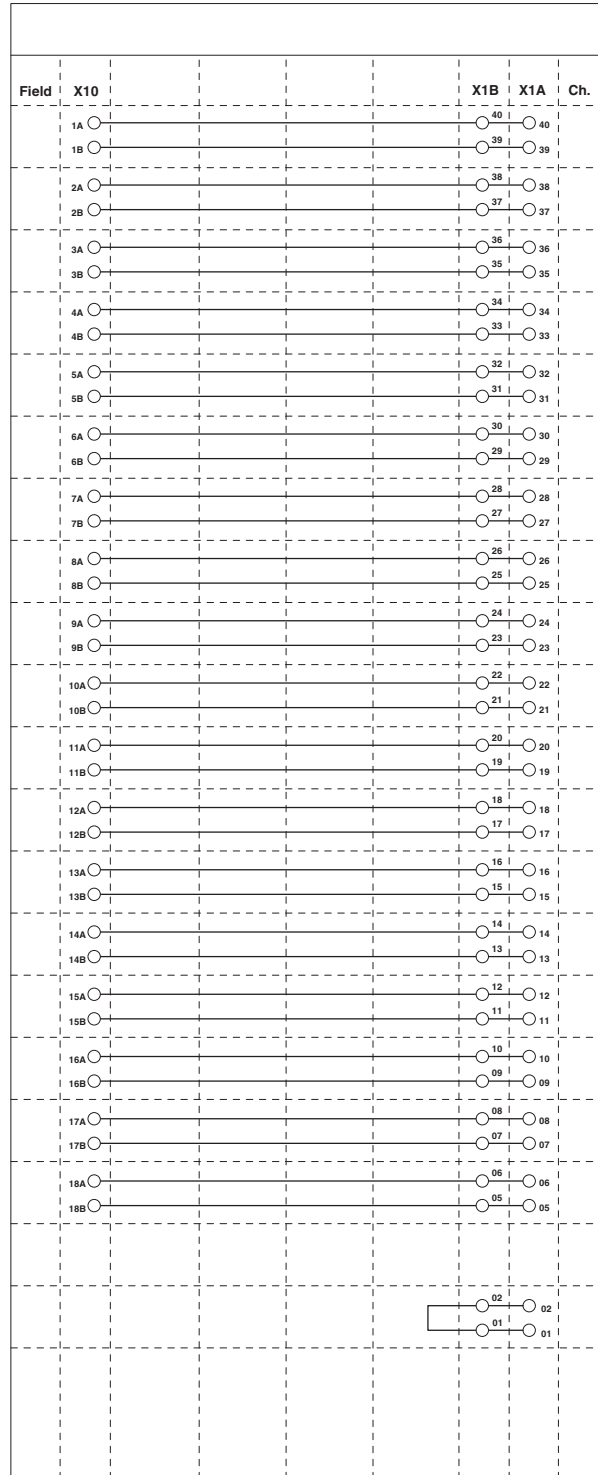 Field X10 X1B X1A Ch.
1A 40 40
1B 39 39
2A 38 38
2B 37 37
3A 36 36
3B 35 35
4A 34 34
4B 33 33
5A 32 32
5B 31 31
6A 30 30
6B 29 29
7A 28 28
7B 27 27
8A 26 26
8B 25 25
9A 24 24
9B 23 23
10A 22 22
10B 21 21
11A 20 20
11B 19 19
12A 18 18
12B 17 17
13A 16 16
13B 15 15
14A 14 14
14B 13 13
15A 12 12
15B 11 11
16A 10 10
16B 09 09
17A 08 08
17B 07 07
18A 06 06
18B 05 05
02 02
01 01